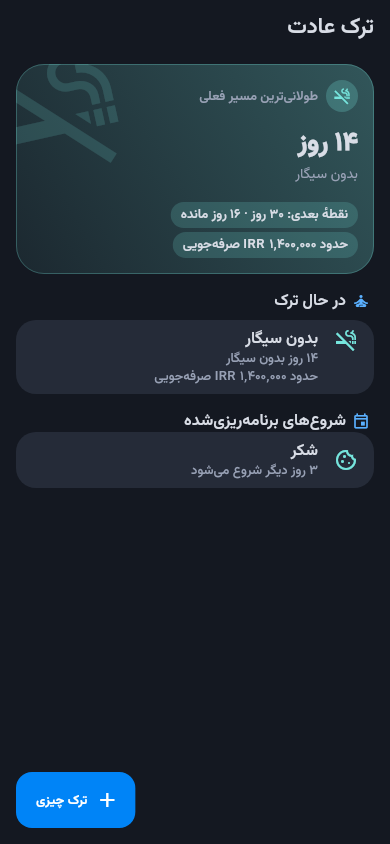 ترک عادت
طولانی‌ترین مسیر فعلی
۱۴ روز
بدون سیگار
نقطهٔ بعدی: ۳۰ روز · ۱۶ روز مانده
حدود IRR ۱,۴۰۰,۰۰۰ صرفه‌جویی
در حال ترک
بدون سیگار
۱۴ روز بدون سیگار
حدود IRR ۱,۴۰۰,۰۰۰ صرفه‌جویی
شروع‌های برنامه‌ریزی‌شده
شکر
۳ روز دیگر شروع می‌شود
ترک چیزی